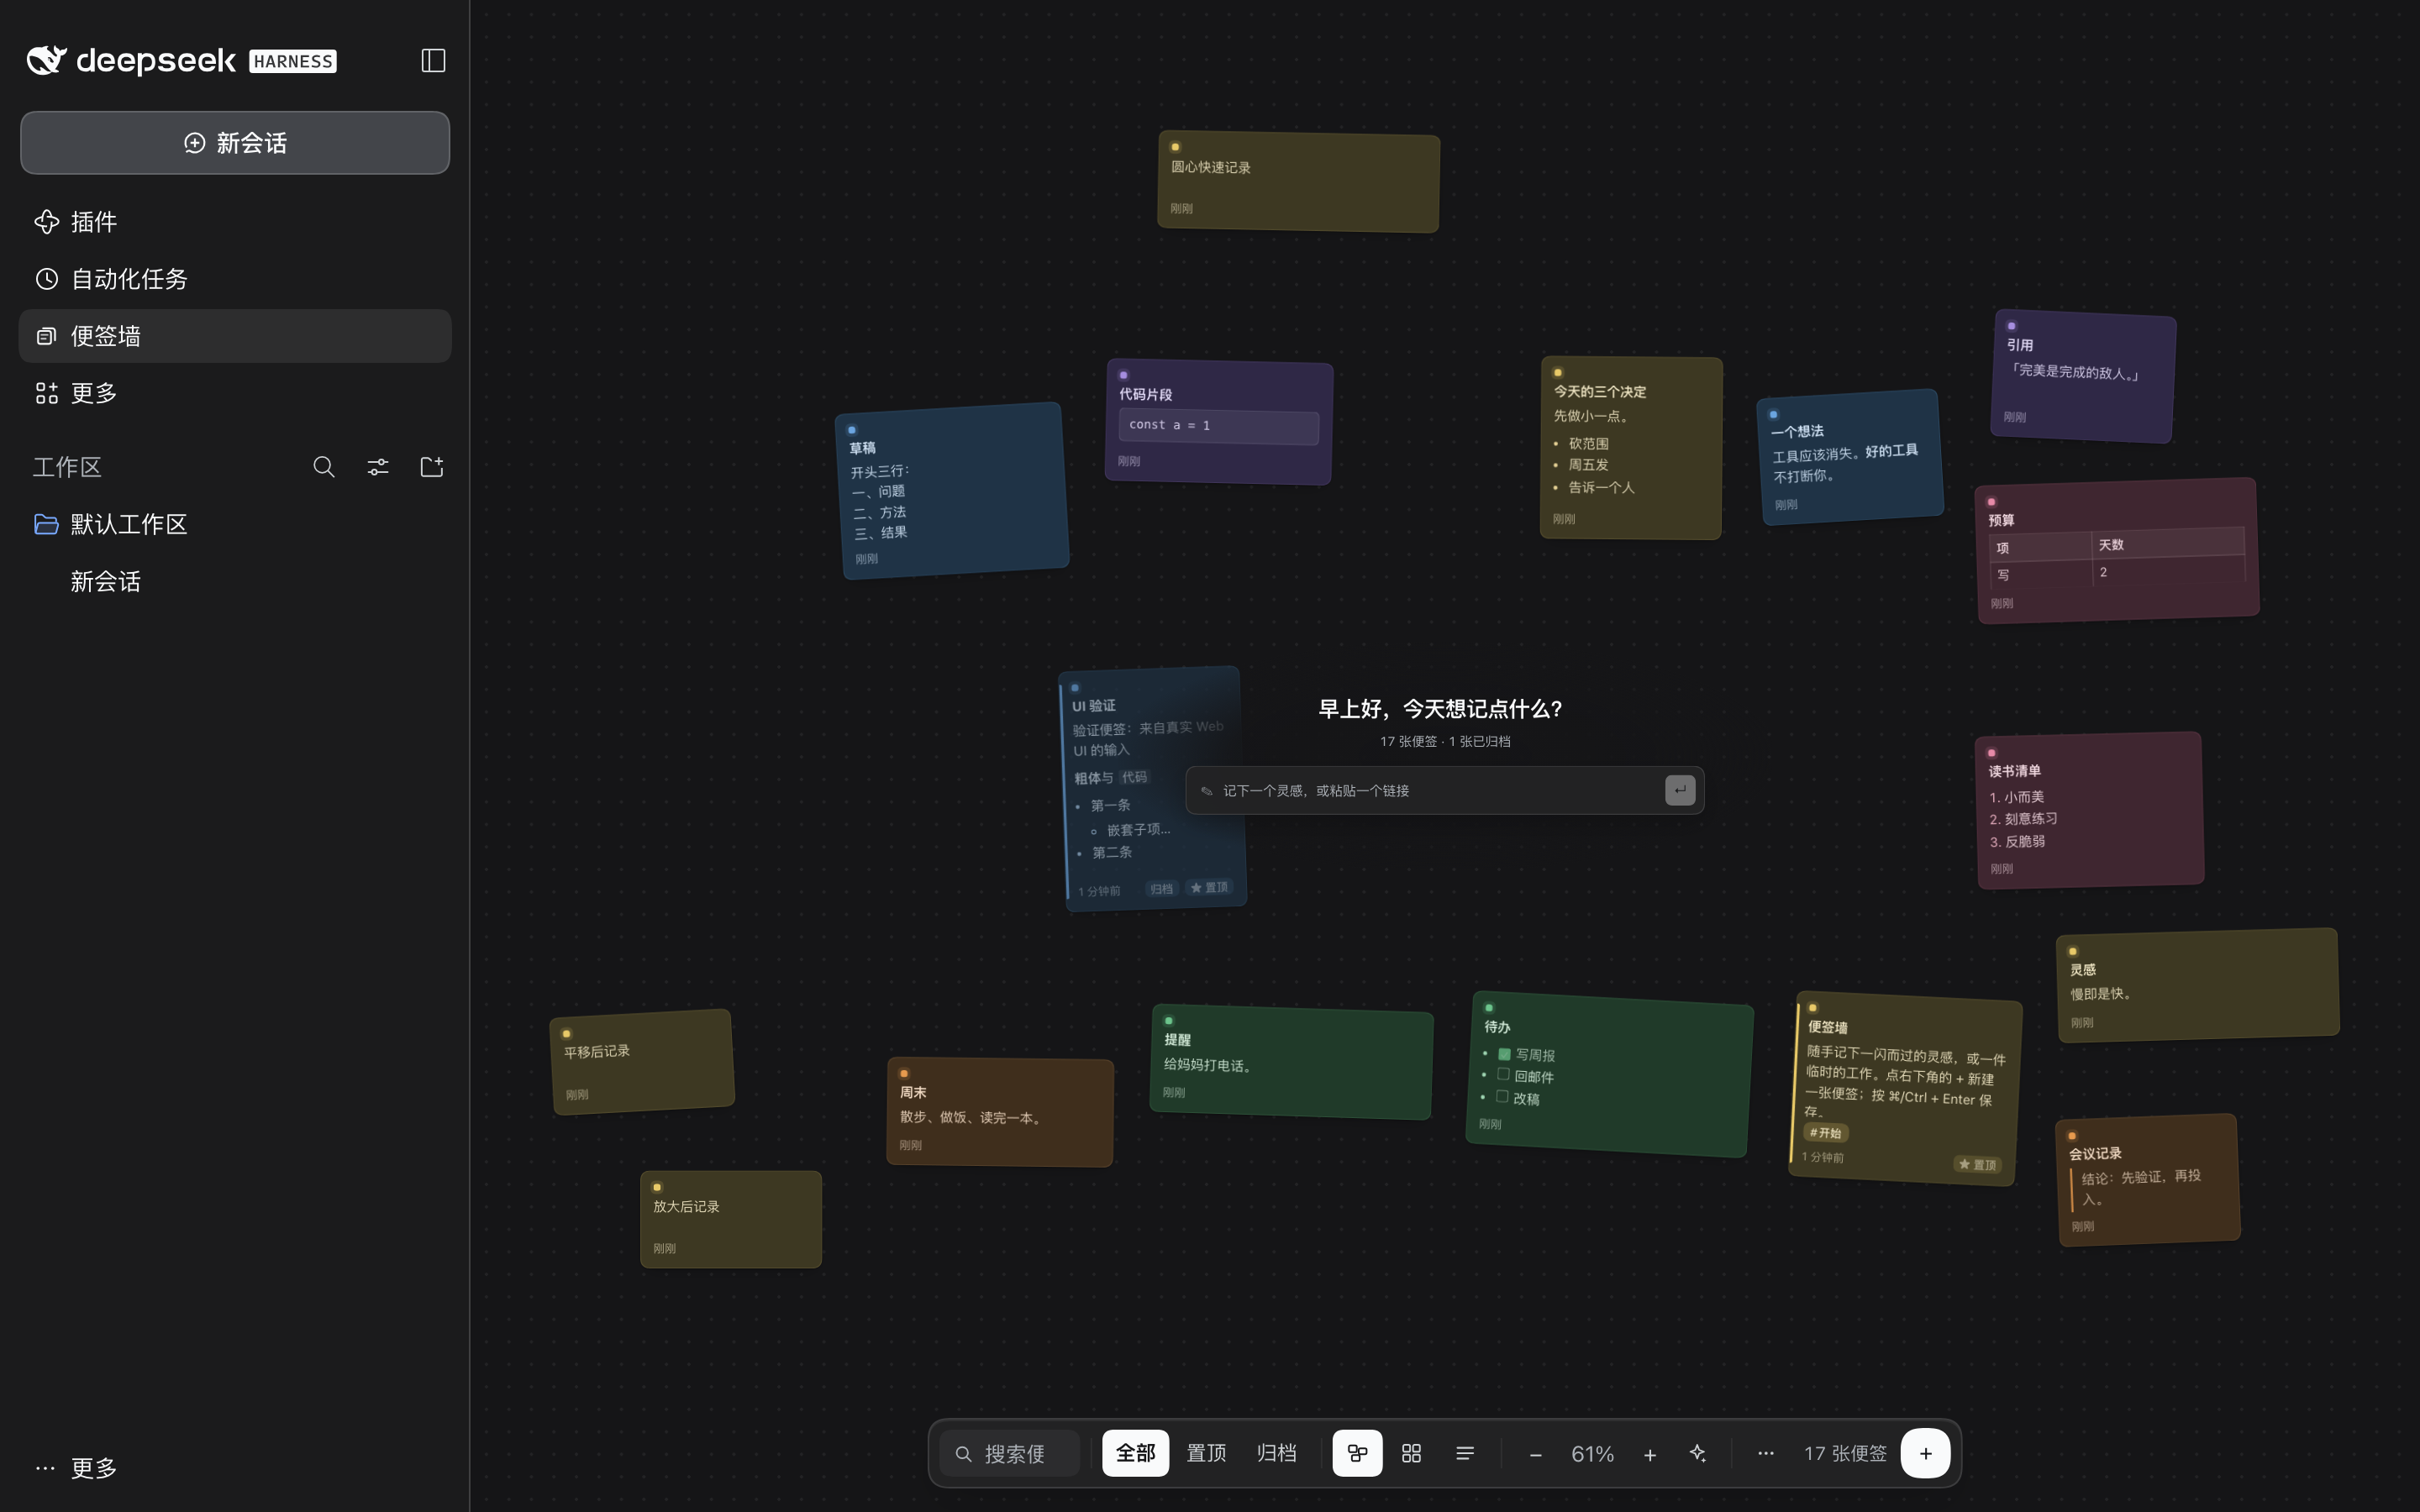 deepseek HARNESS
新会话
插件
自动化任务
便签墙
更多
工作区
默认工作区
新会话
更多
圆心快速记录
刚刚
草稿
开头三行：
一、问题
二、方法
三、结果
刚刚
代码片段
const a = 1
刚刚
今天的三个决定
先做小一点。
• 砍范围
• 周五发
• 告诉一个人
刚刚
一个想法
工具应该消失。好的工具
不打断你。
刚刚
引用
「完美是完成的敌人。」
刚刚
预算
项 天数
写 2
刚刚
UI 验证
验证便签：来自真实 Web
UI 的输入
粗体与 代码
• 第一条
◦ 嵌套子项...
• 第二条
1 分钟前 归档 ★ 置顶
早上好，今天想记点什么?
17 张便签 · 1 张已归档
记下一个灵感，或粘贴一个链接
读书清单
1. 小而美
2. 刻意练习
3. 反脆弱
刚刚
灵感
慢即是快。
刚刚
平移后记录
刚刚
周末
散步、做饭、读完一本。
刚刚
提醒
给妈妈打电话。
刚刚
待办
• 写周报
• 回邮件
• 改稿
刚刚
便签墙
随手记下一闪而过的灵感，或一件
临时的工作。点右下角的 + 新建
一张便签；按 ⌘/Ctrl + Enter 保
存。
#开始
1 分钟前 ★ 置顶
会议记录
结论：先验证，再投
入。
刚刚
放大后记录
刚刚
搜索便 全部 置顶 归档 − 61% + ··· 17 张便签 +